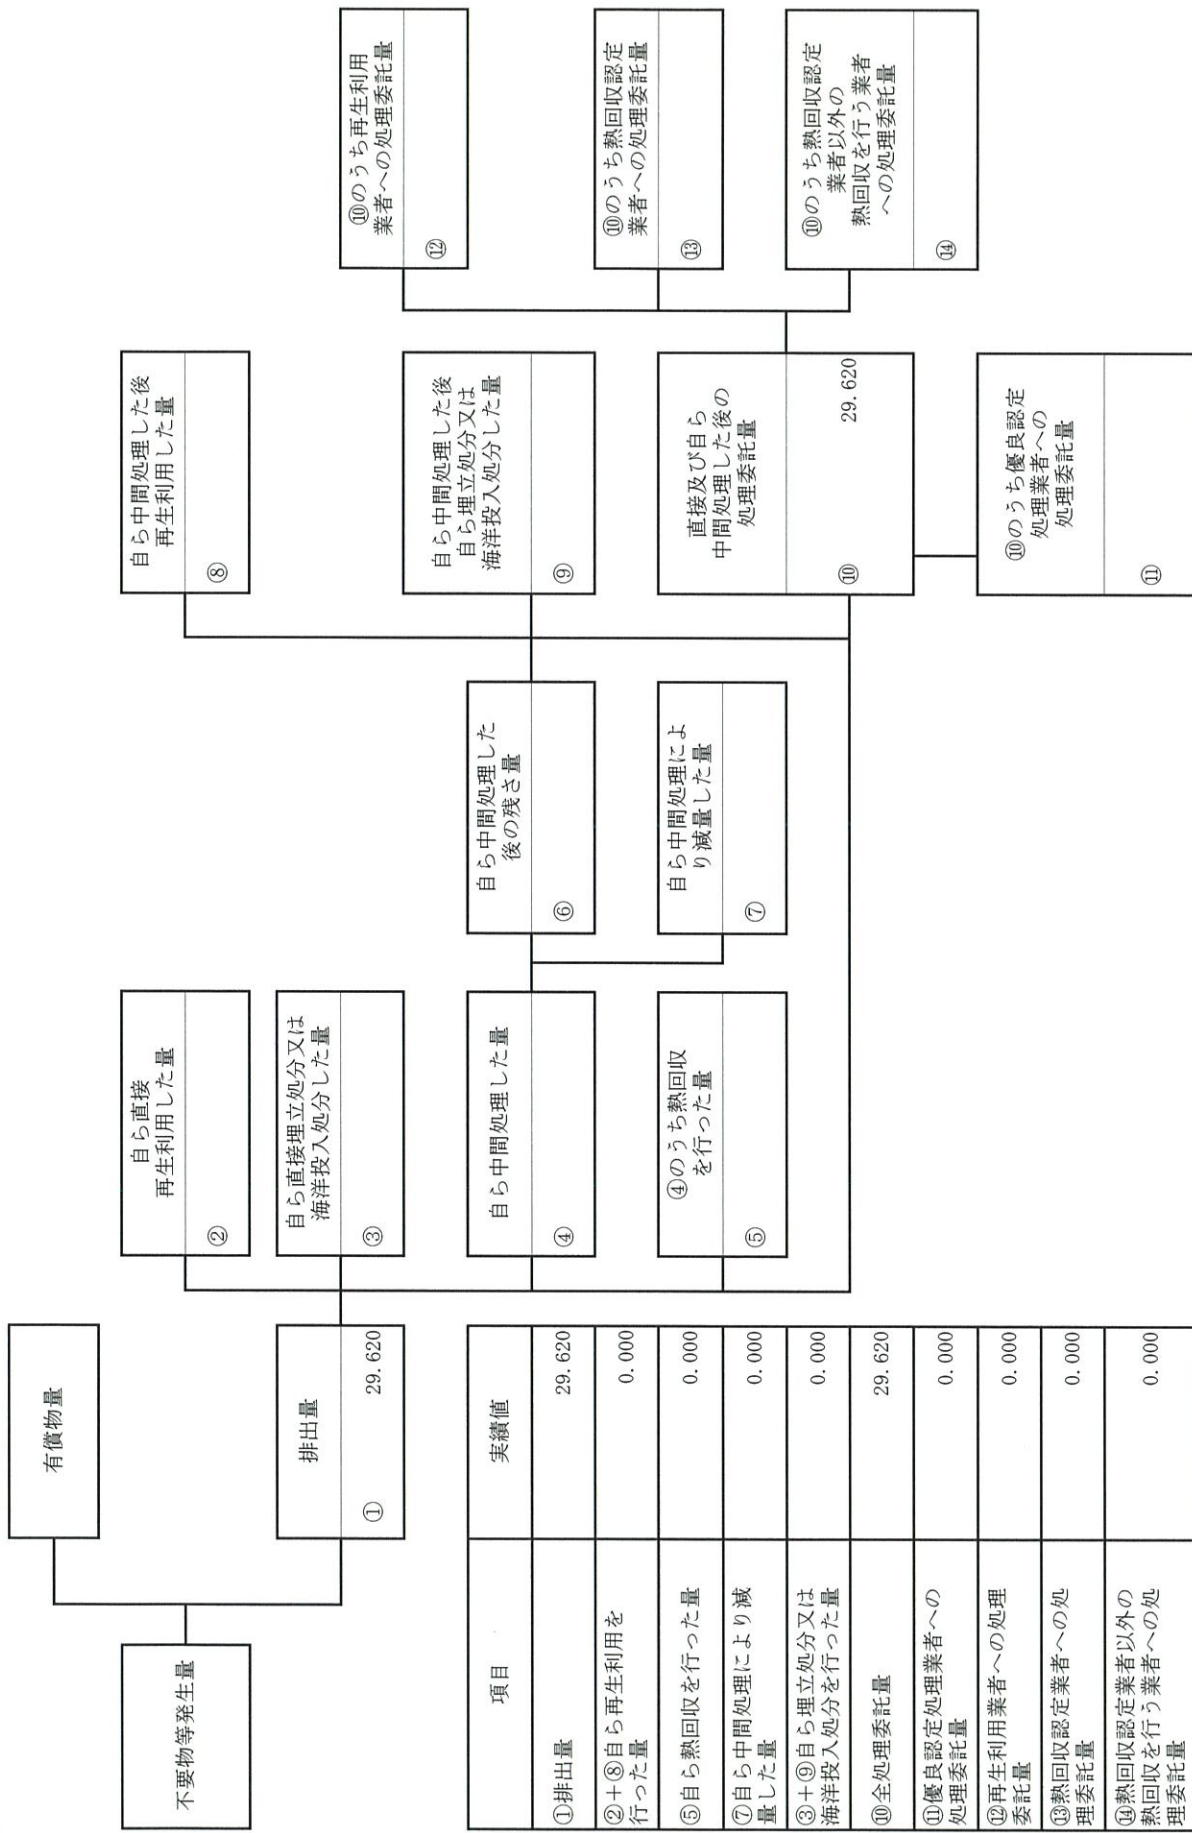 不要物等発生量
有償物量
排出量
①
29.620
自ら直接
再生利用した量
②
自ら直接埋立処分又は
海洋投入処分した量
③
自ら中間処理した量
④
④のうち熱回収
を行った量
⑤
自ら中間処理した
後の残さ量
⑥
自ら中間処理によ
り減量した量
⑦
自ら中間処理した後
再生利用した量
⑧
自ら中間処理した後
自ら埋立処分又は
海洋投入処分した量
⑨
直接及び自ら
中間処理した後の
処理委託量
⑩
29.620
⑩のうち優良認定
処理業者への
処理委託量
⑪
⑩のうち再生利用
業者への処理委託量
⑫
⑩のうち熱回収認定
業者への処理委託量
⑬
⑩のうち熱回収認定
業者以外の
熱回収を行う業者
への処理委託量
⑭
項目
実績値
①排出量
29.620
②+⑧自ら再生利用を
行った量
0.000
⑤自ら熱回収を行った量
0.000
⑦自ら中間処理により減
量した量
0.000
③+⑨自ら埋立処分又は
海洋投入処分を行った量
0.000
⑩全処理委託量
29.620
⑪優良認定処理業者への
処理委託量
0.000
⑫再生利用業者への処理
委託量
0.000
⑬熱回収認定業者への処
理委託量
0.000
⑭熱回収認定業者以外の
熱回収を行う業者への処
理委託量
0.000